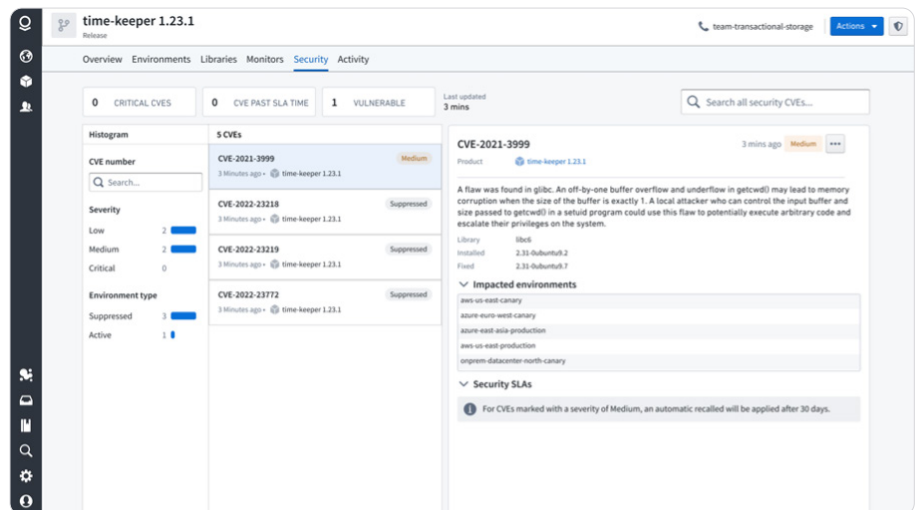 time-keeper 1.23.1
Release
team-transactional-storage
Actions
Overview Environments Libraries Monitors Security Activity
0 CRITICAL CVES
0 CVE PAST SLA TIME
1 VULNERABLE
Last updated
3 mins
Search all security CVEs...
Histogram
CVE number
Search...
Severity
Low 2
Medium 2
Critical 0
Environment type
Suppressed 3
Active 1
5 CVEs
CVE-2021-3999 Medium
3 Minutes ago • time-keeper 1.23.1
CVE-2022-23218 Suppressed
3 Minutes ago • time-keeper 1.23.1
CVE-2022-23219 Suppressed
3 Minutes ago • time-keeper 1.23.1
CVE-2022-23772 Suppressed
3 Minutes ago • time-keeper 1.23.1
CVE-2021-3999 3 mins ago Medium
Product time-keeper 1.23.1
A flaw was found in glibc. An off-by-one buffer overflow and underflow in getcwd() may lead to memory
corruption when the size of the buffer is exactly 1. A local attacker who can control the input buffer and
size passed to getcwd() in a setuid program could use this flaw to potentially execute arbitrary code and
escalate their privileges on the system.
Library libc6
Installed 2.31-0ubuntu9.2
Fixed 2.31-0ubuntu9.7
Impacted environments
aws-us-east-canary
azure-euro-west-canary
azure-east-asia-production
aws-us-east-production
onprem-datacenter-north-canary
Security SLAs
For CVEs marked with a severity of Medium, an automatic recalled will be applied after 30 days.